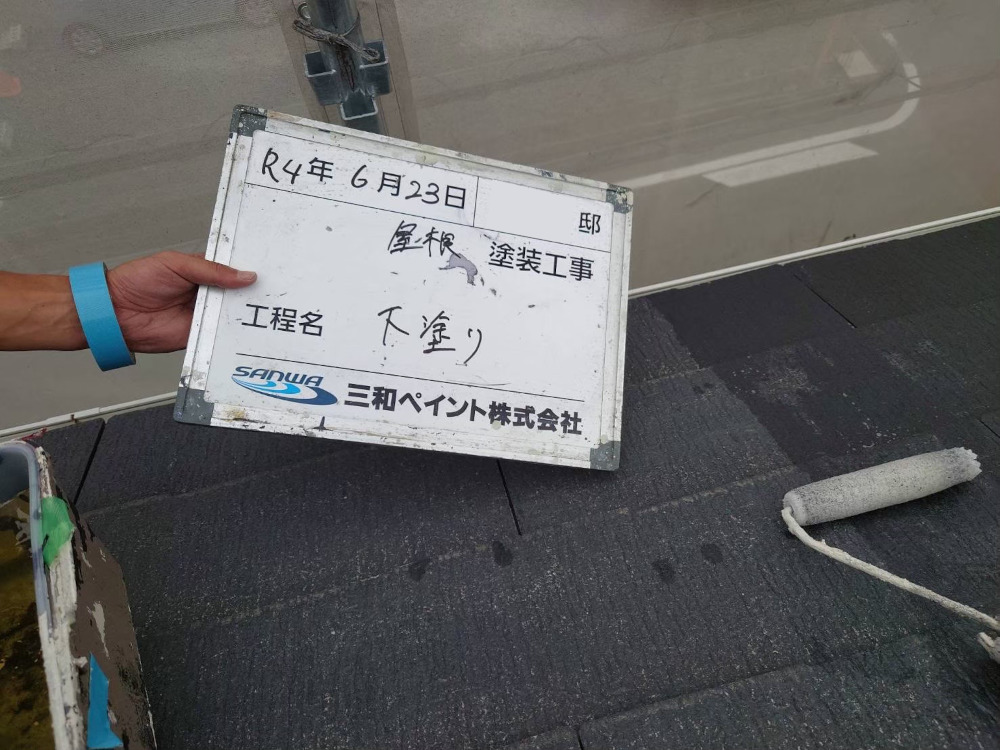 R4年 6月23日 邸
屋根 塗装工事
工程名 下塗り
SANWA 三和ペイント株式会社